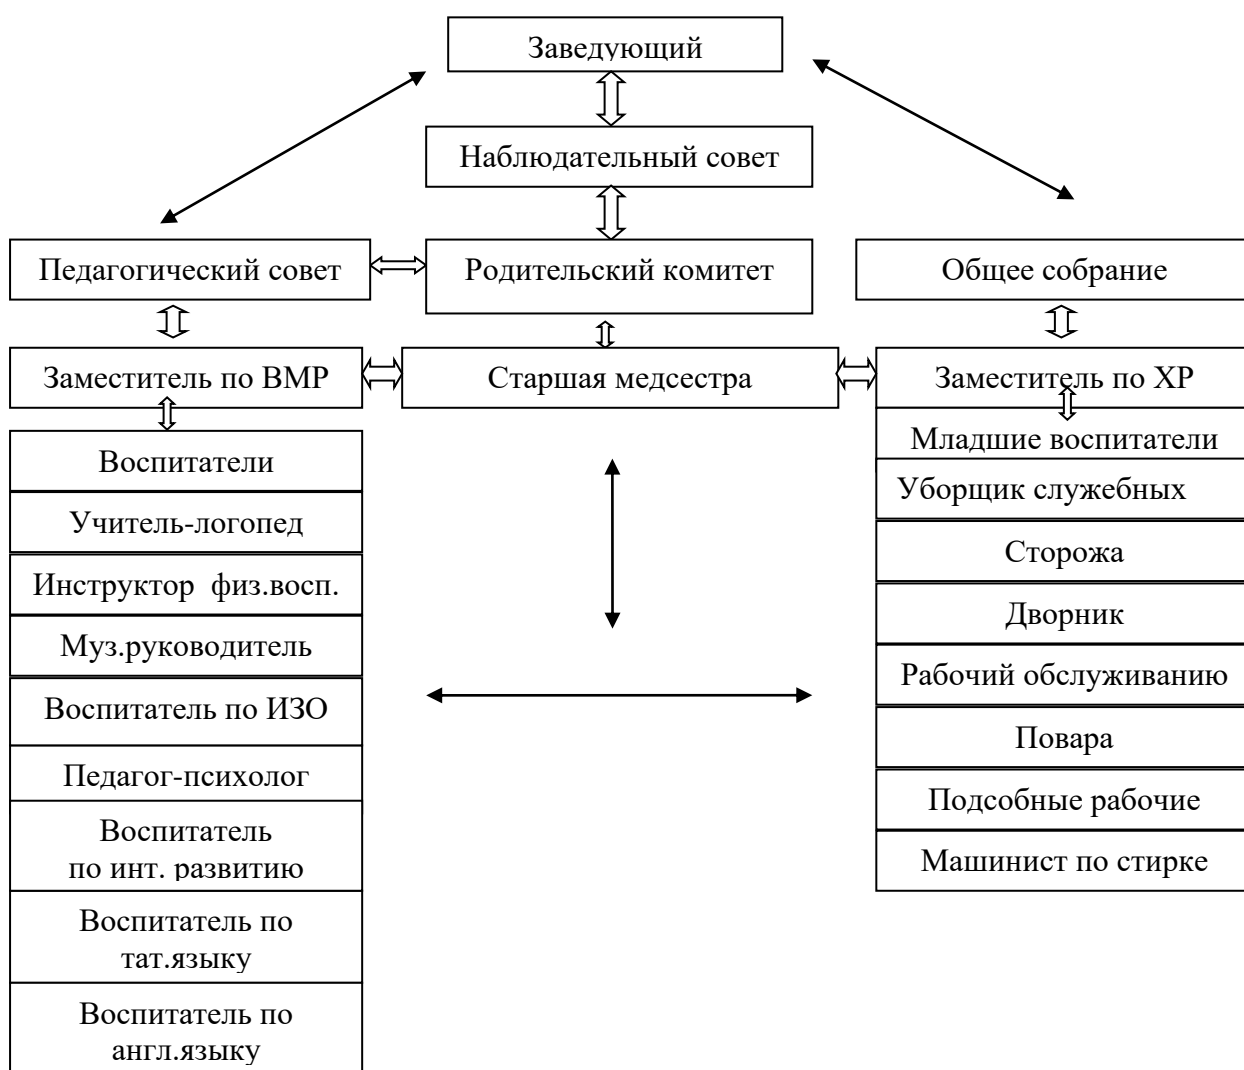 Заведующий
Наблюдательный совет
Педагогический совет
Родительский комитет
Общее собрание
Заместитель по ВМР
Старшая медсестра
Заместитель по ХР
Воспитатели
Учитель-логопед
Инструктор физ.восп.
Муз.руководитель
Воспитатель по ИЗО
Педагог-психолог
Воспитатель
по инт. развитию
Воспитатель по
тат.языку
Воспитатель по
англ.языку
Младшие воспитатели
Уборщик служебных
Сторожа
Дворник
Рабочий обслуживанию
Повара
Подсобные рабочие
Машинист по стирке